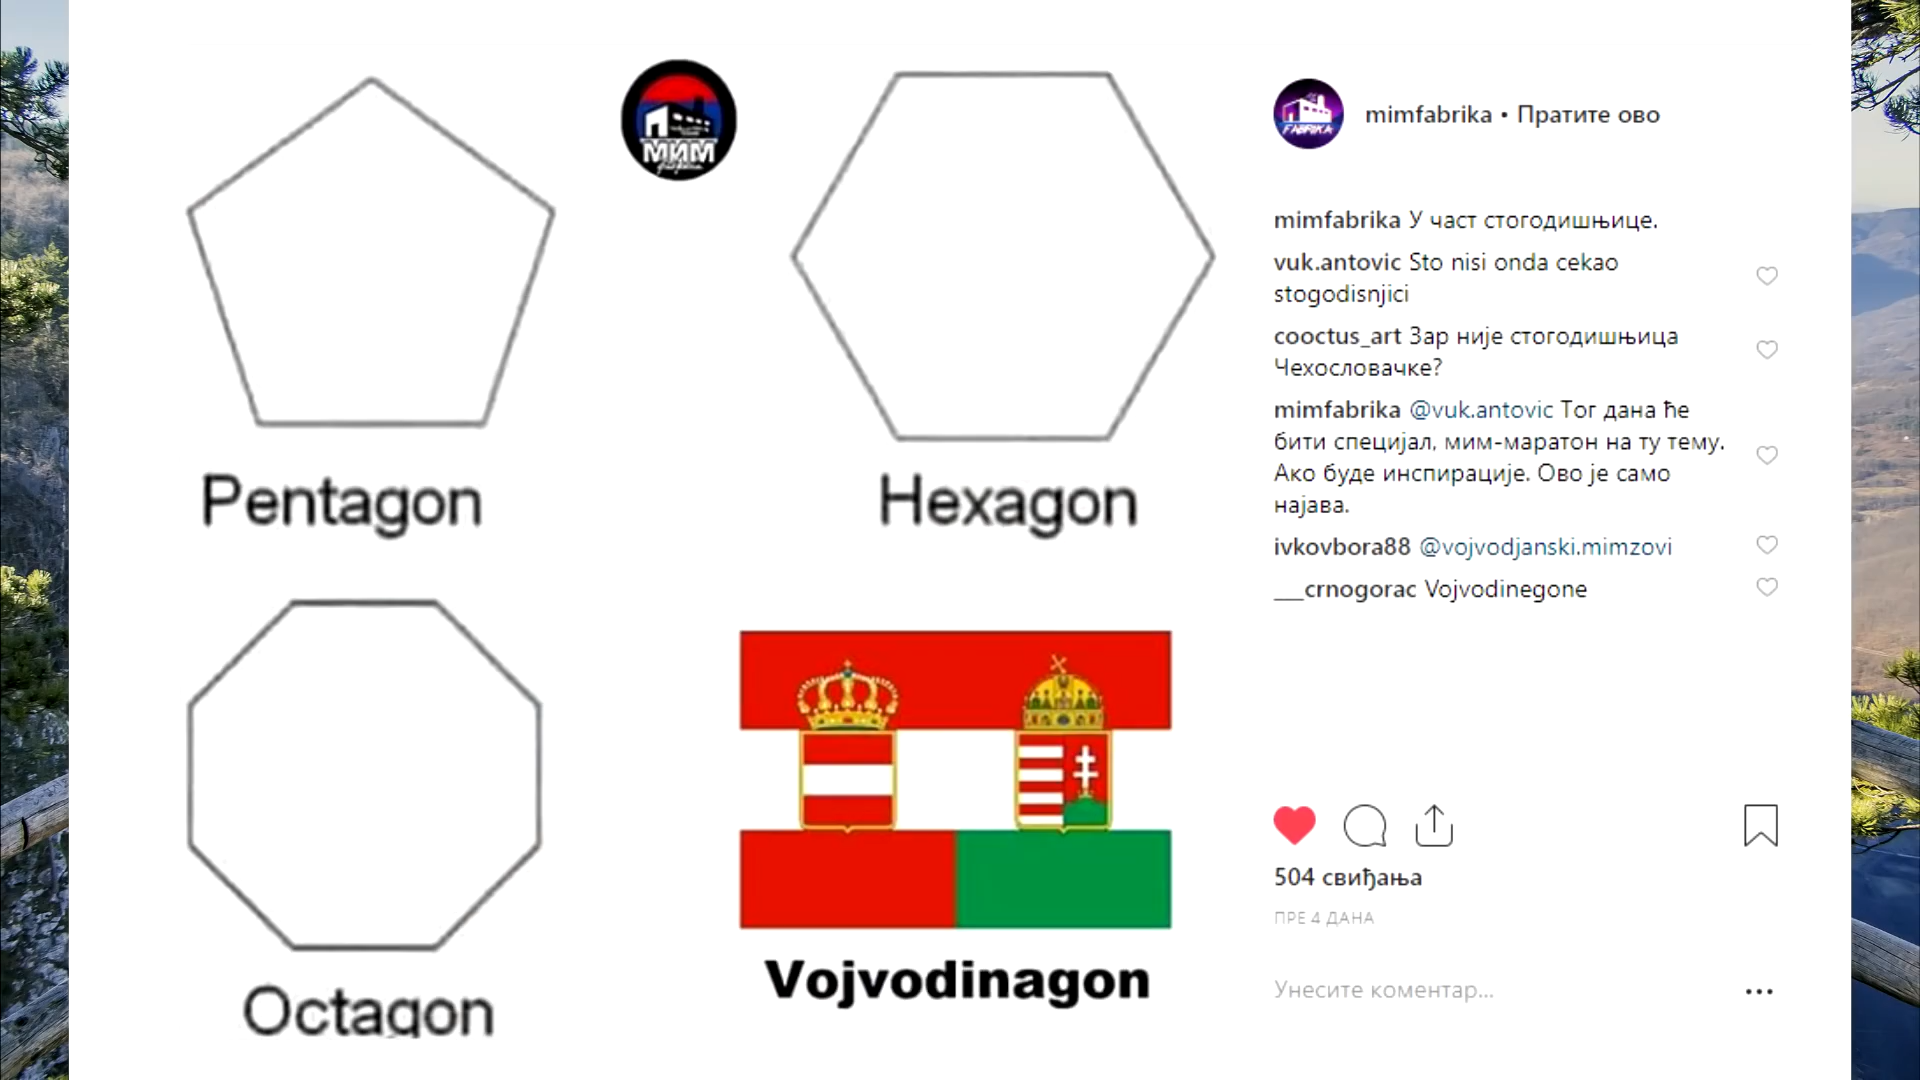 Pentagon
Hexagon
Octagon
Vojvodinagon
МИМ
FABRIKA
mimfabrika • Пратите ово
mimfabrika У част стогодишњице.
vuk.antovic Sto nisi onda cekao
stogodisnjici
cooctus_art Зар није стогодишњица
Чехословачке?
mimfabrika @vuk.antovic Тог дана ће
бити специјал, мим-маратон на ту тему.
Ако буде инспирације. Ово је само
најава.
ivkovbora88 @vojvodjanski.mimzovi
___crnogorac Vojvodinegone
504 свиђања
ПРЕ 4 ДАНА
Унесите коментар...